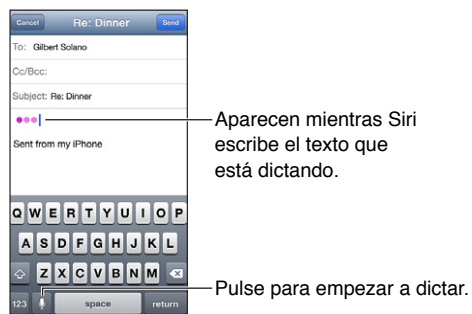 Cancel Re: Dinner Send
To: Gilbert Solano
Cc/Bcc:
Subject: Re: Dinner
Aparecen mientras Siri
escribe el texto que
está dictando.
Sent from my iPhone
Q W E R T Y U I O P
A S D F G H J K L
Z X C V B N M
Pulse para empezar a dictar.
123 space return